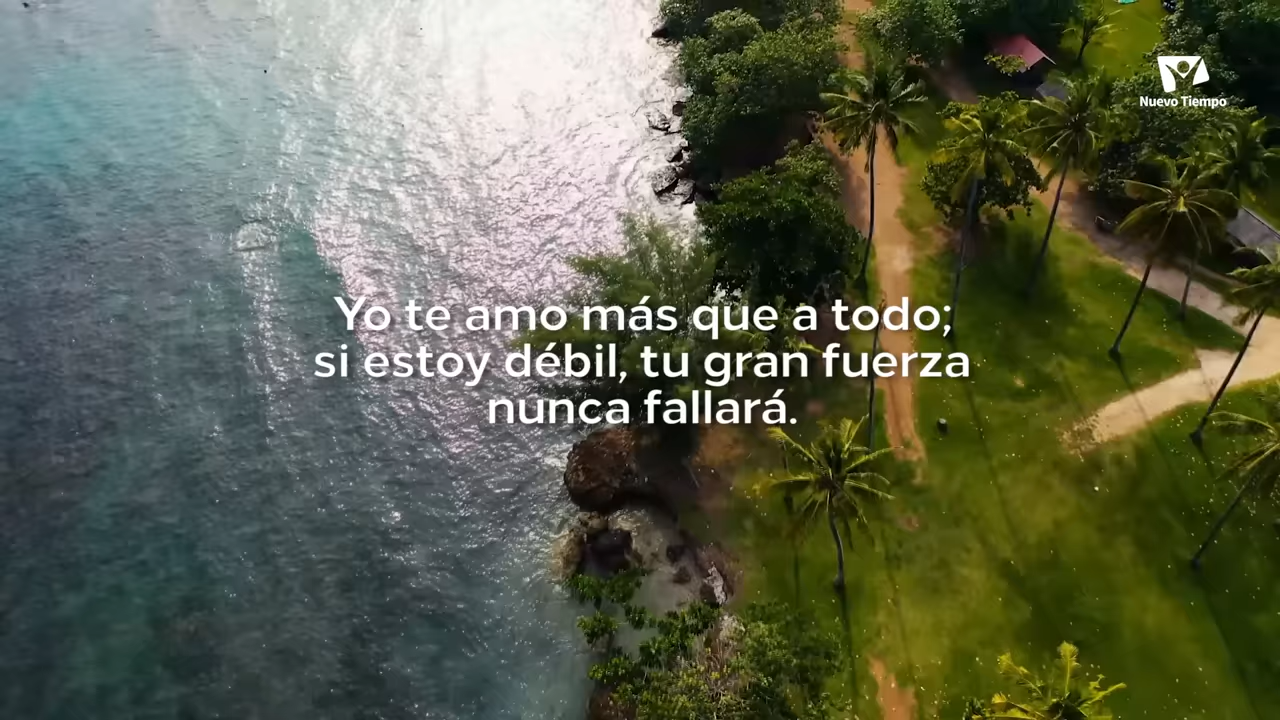 Nuevo Tiempo
Yo te amo más que a todo;
si estoy débil, tu gran fuerza
nunca fallará.